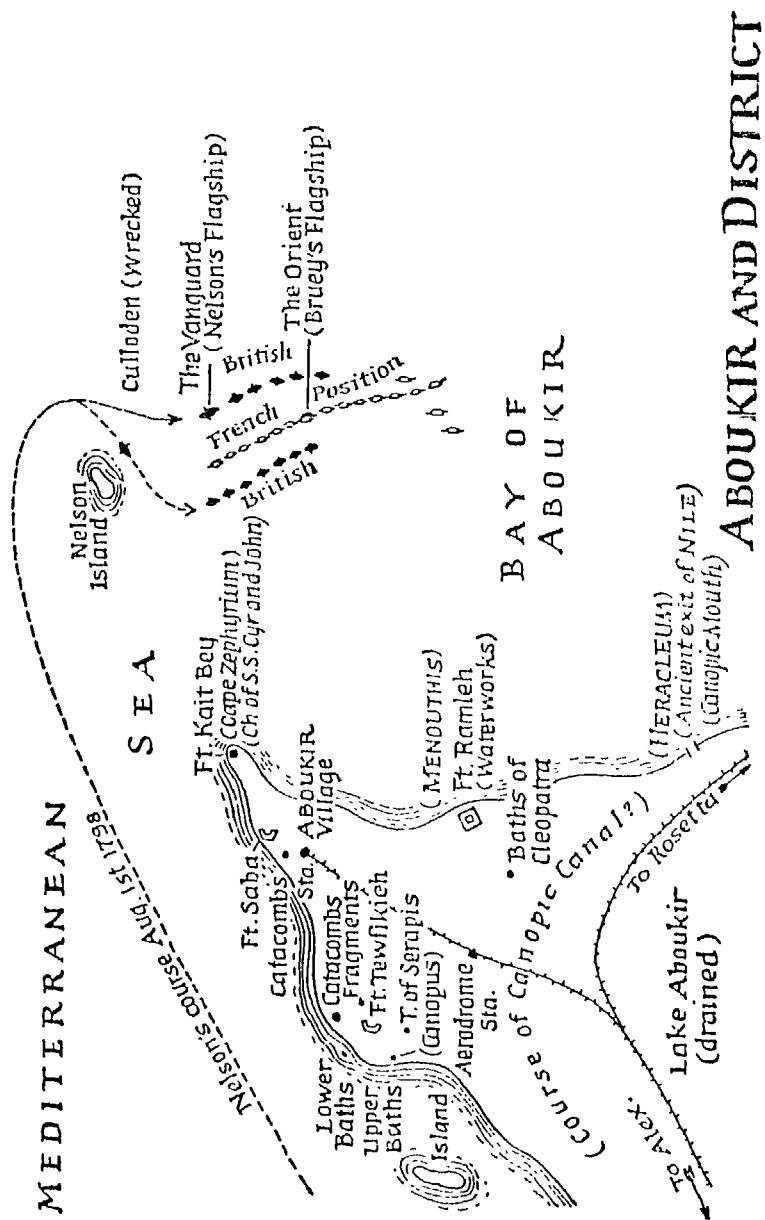 MEDITERRANEAN
SEA
Nelson's course Aug. 1st 1798
Nelson
Island
Culloden (wrecked)
The Vanguard
(Nelson's Flagship)
British
French
Position
The Orient
(Bruey's Flagship)
British
Ft. Kait Bey
(Cape Zephyrium)
(Ch of S.S. Cyr and John)
Ft. Saba
Catacombs
Sta.
ABOUKIR
Village
Catacombs
Fragments
Ft. Tewfikieh
T. of Serapis
(Canopus)
Lower
Baths
Upper
Baths
Island
Aerodrome
Sta.
(MENOUTHIS)
Ft. Ramleh
(Waterworks)
Baths of
Cleopatra
BAY OF
ABOUKIR
(Course of Canopic Canal?)
(HERACLEUM)
(Ancient exit of NILE)
(Canopic Mouth)
To Rosetta
Lake Aboukir
(drained)
To Alex.
ABOUKIR AND DISTRICT